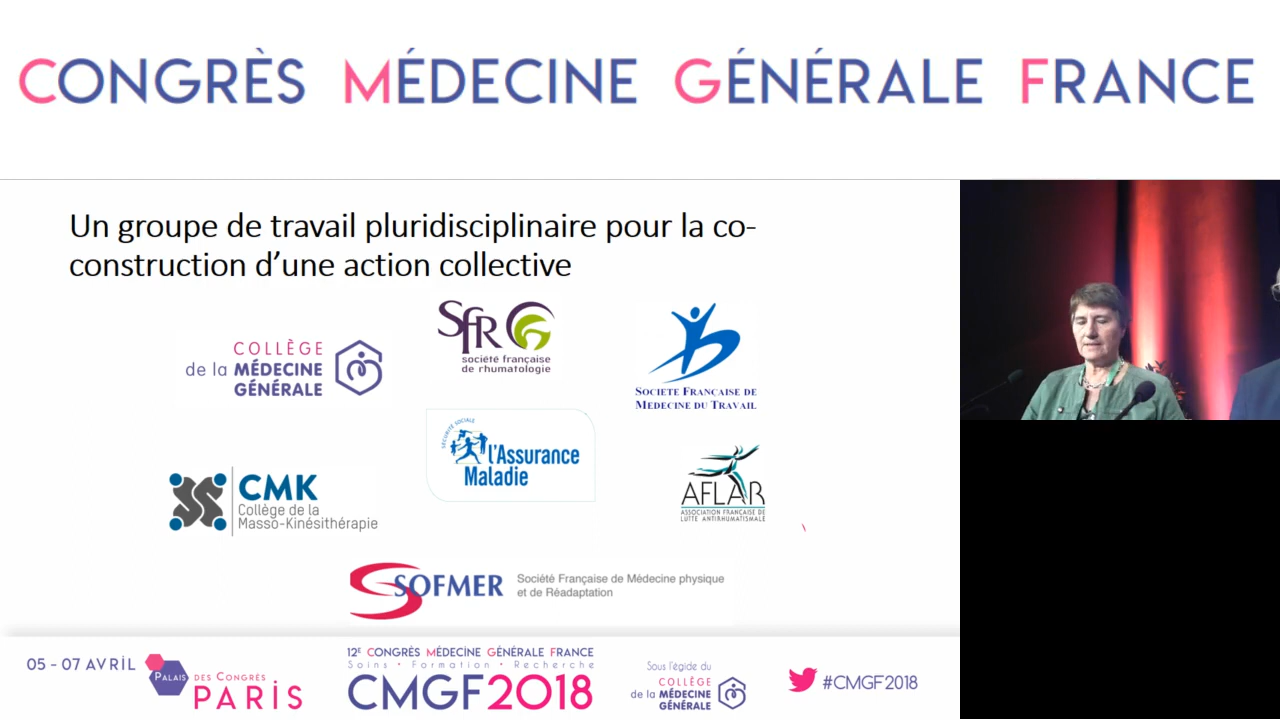 CONGRÈS MÉDECINE GÉNÉRALE FRANCE
Un groupe de travail pluridisciplinaire pour la co-
construction d’une action collective
SFR
société française
de rhumatologie
COLLÈGE
de la MÉDECINE
GÉNÉRALE
SOCIETE FRANÇAISE DE
MEDECINE DU TRAVAIL
SÉCURITÉ SOCIALE
l'Assurance
Maladie
CMK
Collège de la
Masso-Kinésithérapie
AFLAR
ASSOCIATION FRANÇAISE DE
LUTTE ANTIRHUMATISMALE
SOFMER
Société Française de Médecine physique
et de Réadaptation
05 - 07 AVRIL
PALAIS DES CONGRÈS
PARIS
12E CONGRÈS MÉDECINE GÉNÉRALE FRANCE
Soins • Formation • Recherche
CMGF2018
Sous l'égide du
COLLÈGE
de la MÉDECINE
GÉNÉRALE
#CMGF2018